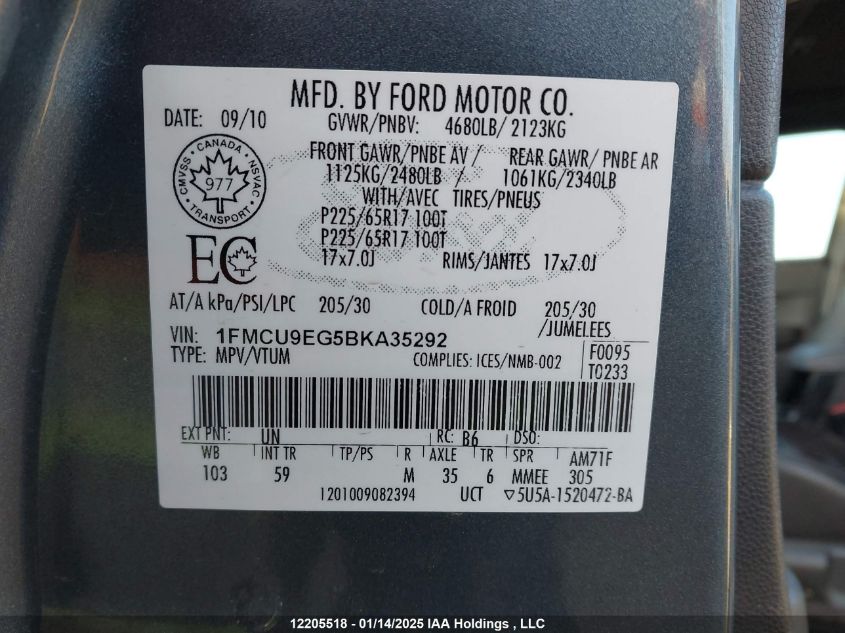 MFD. BY FORD MOTOR CO.
DATE: 09/10 GVWR/PNBV: 4680LB/ 2123KG
FRONT GAWR/PNBE AV / REAR GAWR/ PNBE AR
1125KG/2480LB / 1061KG/2340LB
WITH/AVEC TIRES/PNEUS
P225/65R17 100T
P225/65R17 100T
17x7.0J RIMS/JANTES 17x7.0J
CMVSS · CANADA · NSVAC
977
TRANSPORT
EC
AT/A kPa/PSI/LPC 205/30 COLD/A FROID 205/30
/JUMELEES
VIN: 1FMCU9EG5BKA35292
TYPE: MPV/VTUM COMPLIES: ICES/NMB-002
F0095
T0233
EXT PNT: UN RC: B6 DSO:
WB INT TR TP/PS R AXLE TR SPR AM71F
103 59 M 35 6 MMEE 305
1201009082394 UCT ▽5U5A-1520472-BA
12205518 - 01/14/2025 IAA Holdings , LLC